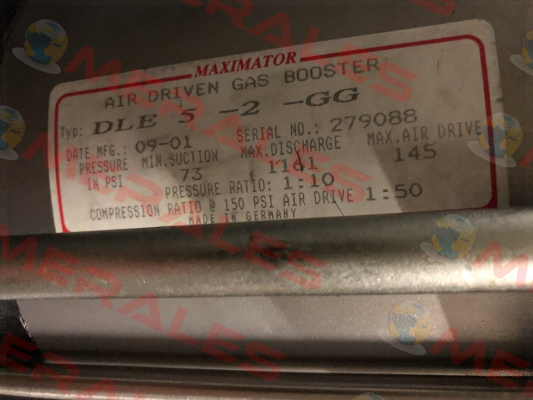 MAXIMATOR
AIR DRIVEN GAS BOOSTER
Typ: DLE 5 -2 -GG
DATE MFG.: 09-01 SERIAL NO.: 279088
PRESSURE MIN.SUCTION MAX.DISCHARGE MAX.AIR DRIVE
IN PSI 73 1141 145
PRESSURE RATIO: 1:10
COMPRESSION RATIO @ 150 PSI AIR DRIVE 1:50
MADE IN GERMANY
MERALES